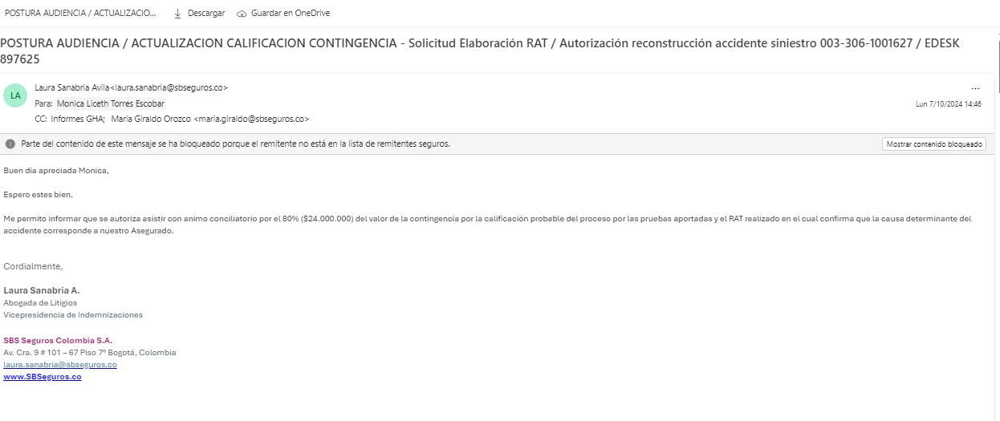 POSTURA AUDIENCIA / ACTUALIZACIO... Descargar Guardar en OneDrive
POSTURA AUDIENCIA / ACTUALIZACION CALIFICACION CONTINGENCIA - Solicitud Elaboración RAT / Autorización reconstrucción accidente siniestro 003-306-1001627 / EDESK
897625
LA
Laura Sanabria Avila<laura.sanabria@sbseguros.co>
...
Para: Monica Liceth Torres Escobar
Lun 7/10/2024 14:46
CC: Informes GHA; Maria Giraldo Orozco <maria.giraldo@sbseguros.co>
Parte del contenido de este mensaje se ha bloqueado porque el remitente no está en la lista de remitentes seguros.
Mostrar contenido bloqueado
Buen día apreciada Monica,
Espero estes bien.
Me permito informar que se autoriza asistir con animo conciliatorio por el 80% ($24.000.000) del valor de la contingencia por la calificación probable del proceso por las pruebas aportadas y el RAT realizado en el cual confirma que la causa determinante del
accidente corresponde a nuestro Asegurado.
Cordialmente,
Laura Sanabria A.
Abogada de Litigios
Vicepresidencia de Indemnizaciones
SBS Seguros Colombia S.A.
Av. Cra. 9 # 101 – 67 Piso 7° Bogotá, Colombia
laura.sanabria@sbseguros.co
www.SBSeguros.co